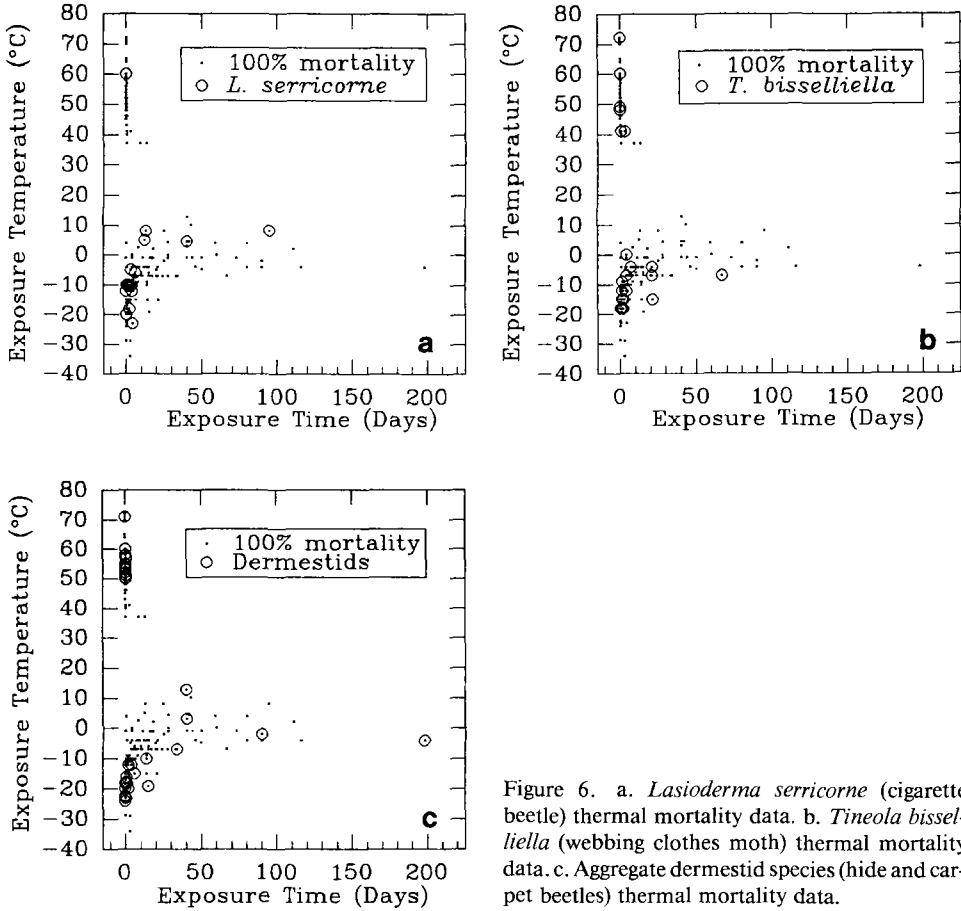 80
70
60
50
40
30
20
10
0
−10
−20
−30
−40
Exposure Temperature (°C)
100% mortality
L. serricorne
a
0 50 100 150 200
Exposure Time (Days)
80
70
60
50
40
30
20
10
0
−10
−20
−30
−40
Exposure Temperature (°C)
100% mortality
T. bisselliella
b
0 50 100 150 200
Exposure Time (Days)
80
70
60
50
40
30
20
10
0
−10
−20
−30
−40
Exposure Temperature (°C)
100% mortality
Dermestids
c
0 50 100 150 200
Exposure Time (Days)
Figure 6. a. Lasioderma serricorne (cigarette
beetle) thermal mortality data. b. Tineola bissel-
liella (webbing clothes moth) thermal mortality
data. c. Aggregate dermestid species (hide and car-
pet beetles) thermal mortality data.